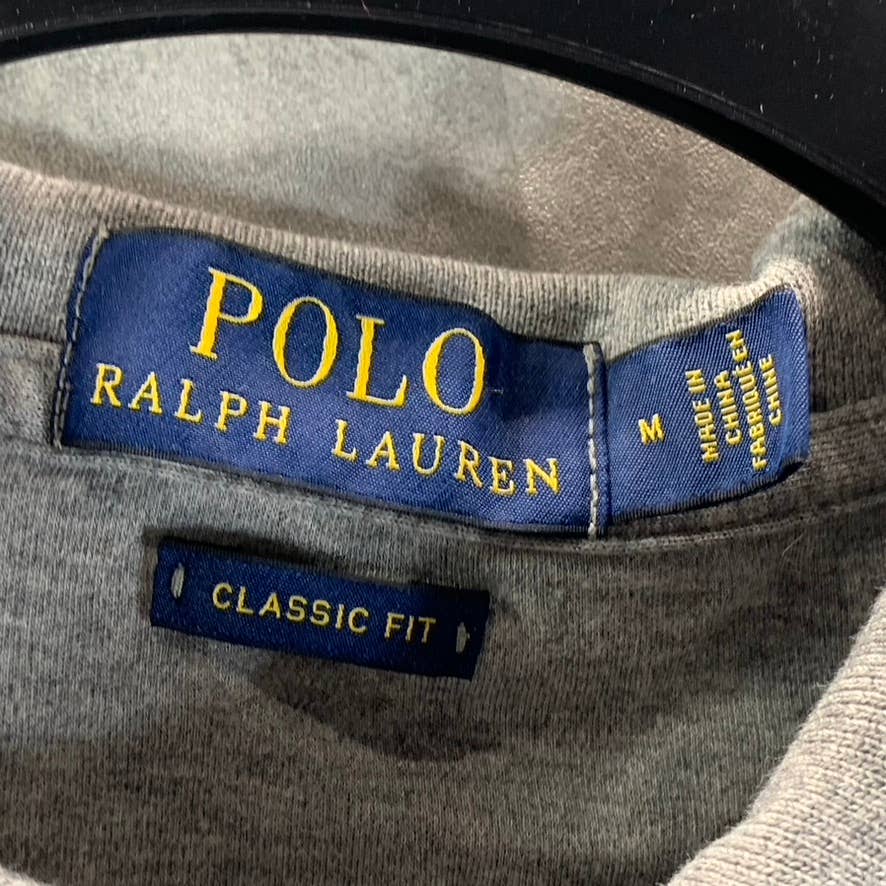 POLO
RALPH LAUREN
M
MADE IN
CHINA
FABRIQUÉ EN
CHINE
CLASSIC FIT